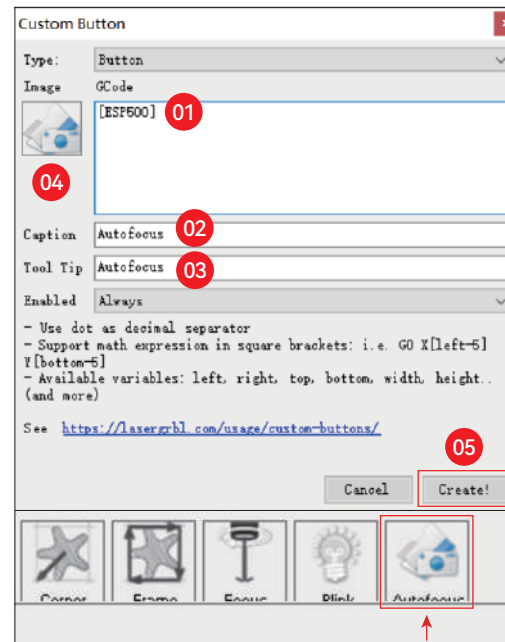 Custom Button
Type: Button
Image GCode
[ESP500] 01
04
Caption Autofocus 02
Tool Tip Autofocus 03
Enabled Always
- Use dot as decimal separator
- Support math expression in square brackets: i.e. G0 X[left-5]
Y[bottom-5]
- Available variables: left, right, top, bottom, width, height..
(and more)
See https://lasergrbl.com/usage/custom-buttons/
05
Cancel Create!
Corner Frame Focus Blink Autofocus